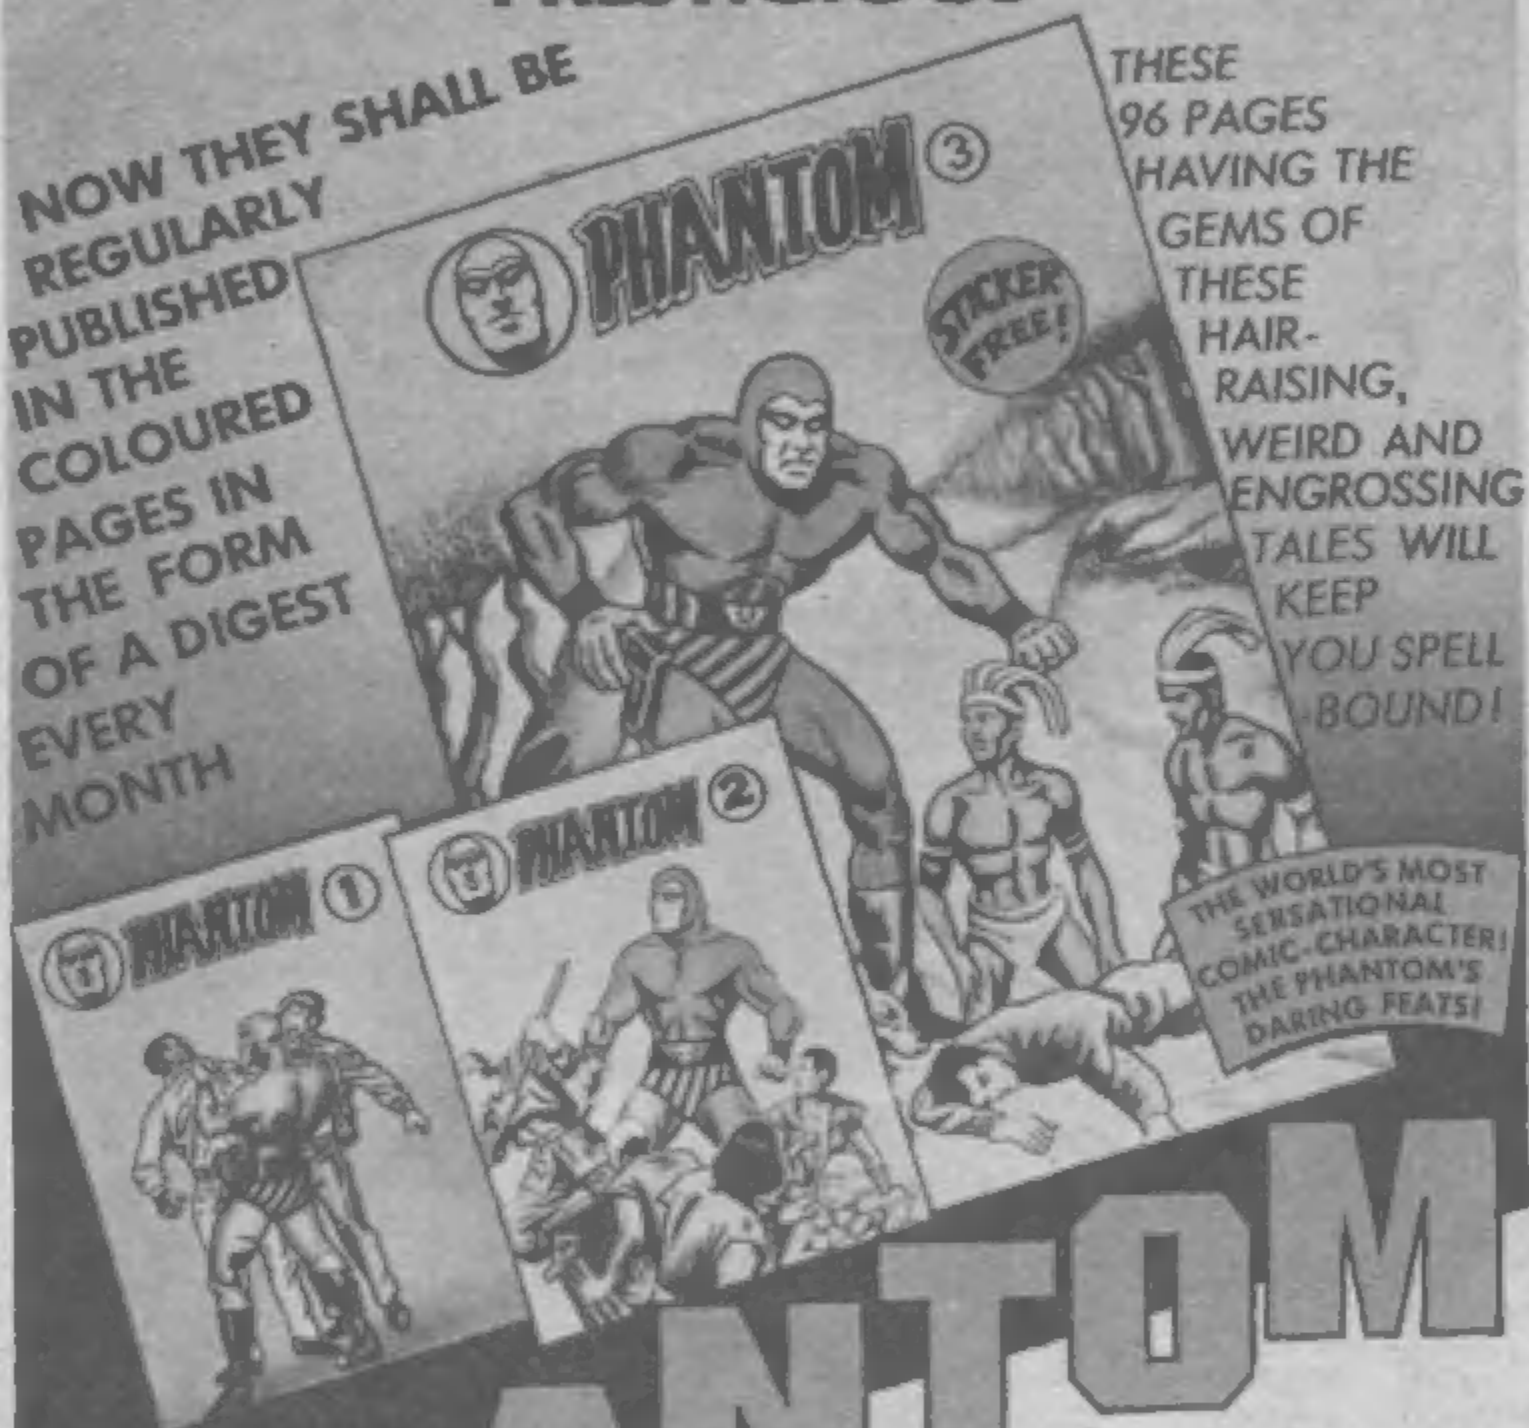 NOW THEY SHALL BE
REGULARLY
PUBLISHED
IN THE
COLOURED
PAGES IN
THE FORM
OF A DIGEST
EVERY
MONTH
PHANTOM 3
STICKER
FREE!
THESE
96 PAGES
HAVING THE
GEMS OF
THESE
HAIR-
RAISING,
WEIRD AND
ENGROSSING
TALES WILL
KEEP
YOU SPELL
-BOUND!
PHANTOM 1
PHANTOM 2
THE WORLD'S MOST
SERSATIONAL
COMIC-CHARACTER!
THE PHANTOM'S
DARING FEATS!
ANTOM